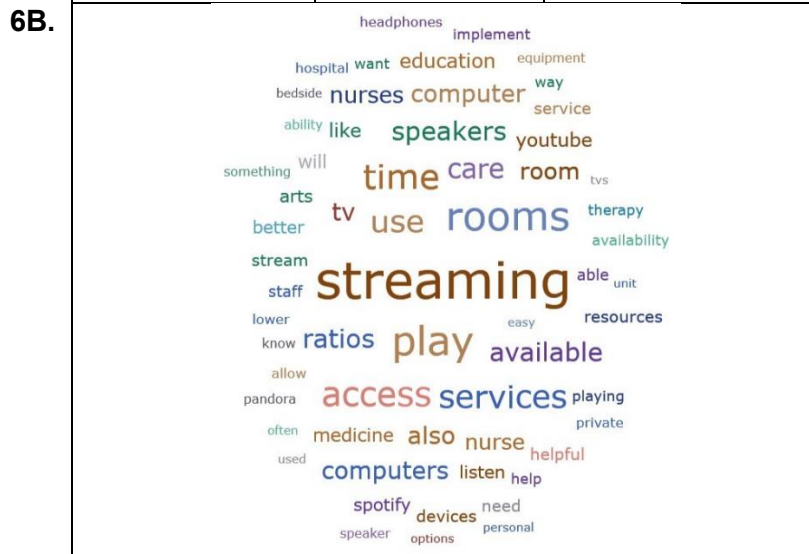 6B.
headphones
implement
hospital want education equipment
bedside nurses computer way
service
ability like speakers youtube
something will time care room tvs
arts
tv use rooms therapy
better
availability
stream
streaming able unit
staff
lower easy resources
know ratios play available
allow
pandora access services playing
private
often medicine also nurse helpful
used
computers listen help
spotify devices need
speaker options personal